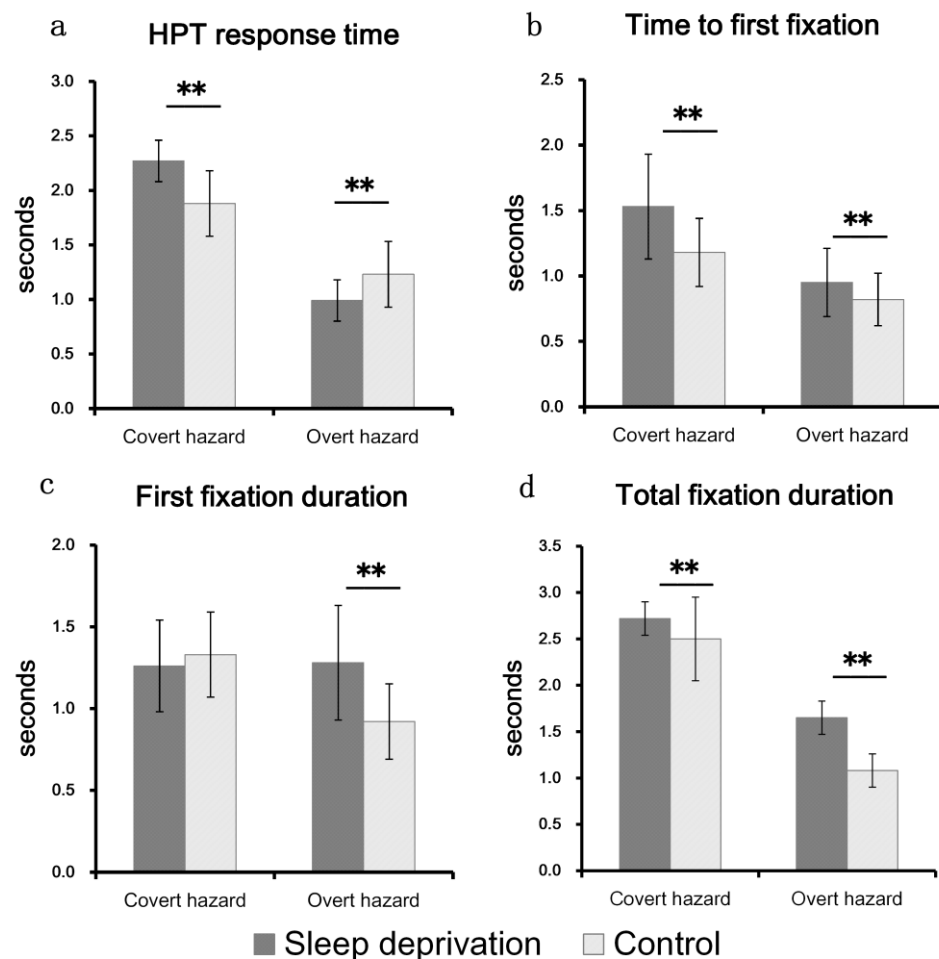 a
HPT response time
3.0
2.5
2.0
1.5
1.0
0.5
0.0
seconds
**
**
Covert hazard
Overt hazard
b
Time to first fixation
2.5
2.0
1.5
1.0
0.5
0.0
seconds
**
**
Covert hazard
Overt hazard
c
First fixation duration
2.0
1.5
1.0
0.5
0.0
seconds
**
Covert hazard
Overt hazard
d
Total fixation duration
3.5
3.0
2.5
2.0
1.5
1.0
0.5
0.0
seconds
**
**
Covert hazard
Overt hazard
Sleep deprivation
Control